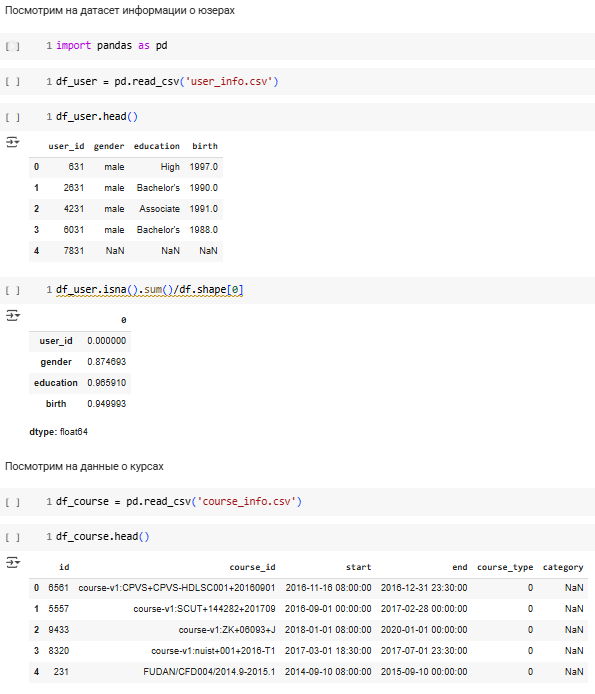 Посмотрим на датасет информации о юзерах
[ ] 1 import pandas as pd
[ ] 1 df_user = pd.read_csv('user_info.csv')
[ ] 1 df_user.head()
user_id gender education birth
0 631 male High 1997.0
1 2631 male Bachelor's 1990.0
2 4231 male Associate 1991.0
3 6031 male Bachelor's 1988.0
4 7831 NaN NaN NaN
[ ] 1 df_user.isna().sum()/df.shape[0]
0
user_id 0.000000
gender 0.874693
education 0.965910
birth 0.949993
dtype: float64
Посмотрим на данные о курсах
[ ] 1 df_course = pd.read_csv('course_info.csv')
[ ] 1 df_course.head()
id course_id start end course_type category
0 6561 course-v1:CPVS+CPVS-HDLSC001+20160901 2016-11-16 08:00:00 2016-12-31 23:30:00 0 NaN
1 5557 course-v1:SCUT+144282+201709 2016-09-01 00:00:00 2017-02-28 00:00:00 0 NaN
2 9433 course-v1:ZK+06093+J 2018-01-01 08:00:00 2020-01-01 00:00:00 0 NaN
3 8320 course-v1:nuist+001+2016-T1 2017-03-01 18:30:00 2017-07-01 23:30:00 0 NaN
4 231 FUDAN/CFD004/2014.9-2015.1 2014-09-10 08:00:00 2015-09-10 00:00:00 0 NaN